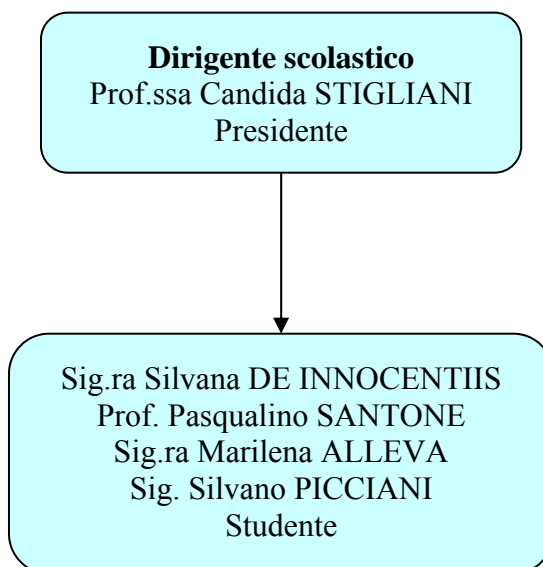 Dirigente scolastico
Prof.ssa Candida STIGLIANI
Presidente
Sig.ra Silvana DE INNOCENTIIS
Prof. Pasqualino SANTONE
Sig.ra Marilena ALLEVA
Sig. Silvano PICCIANI
Studente